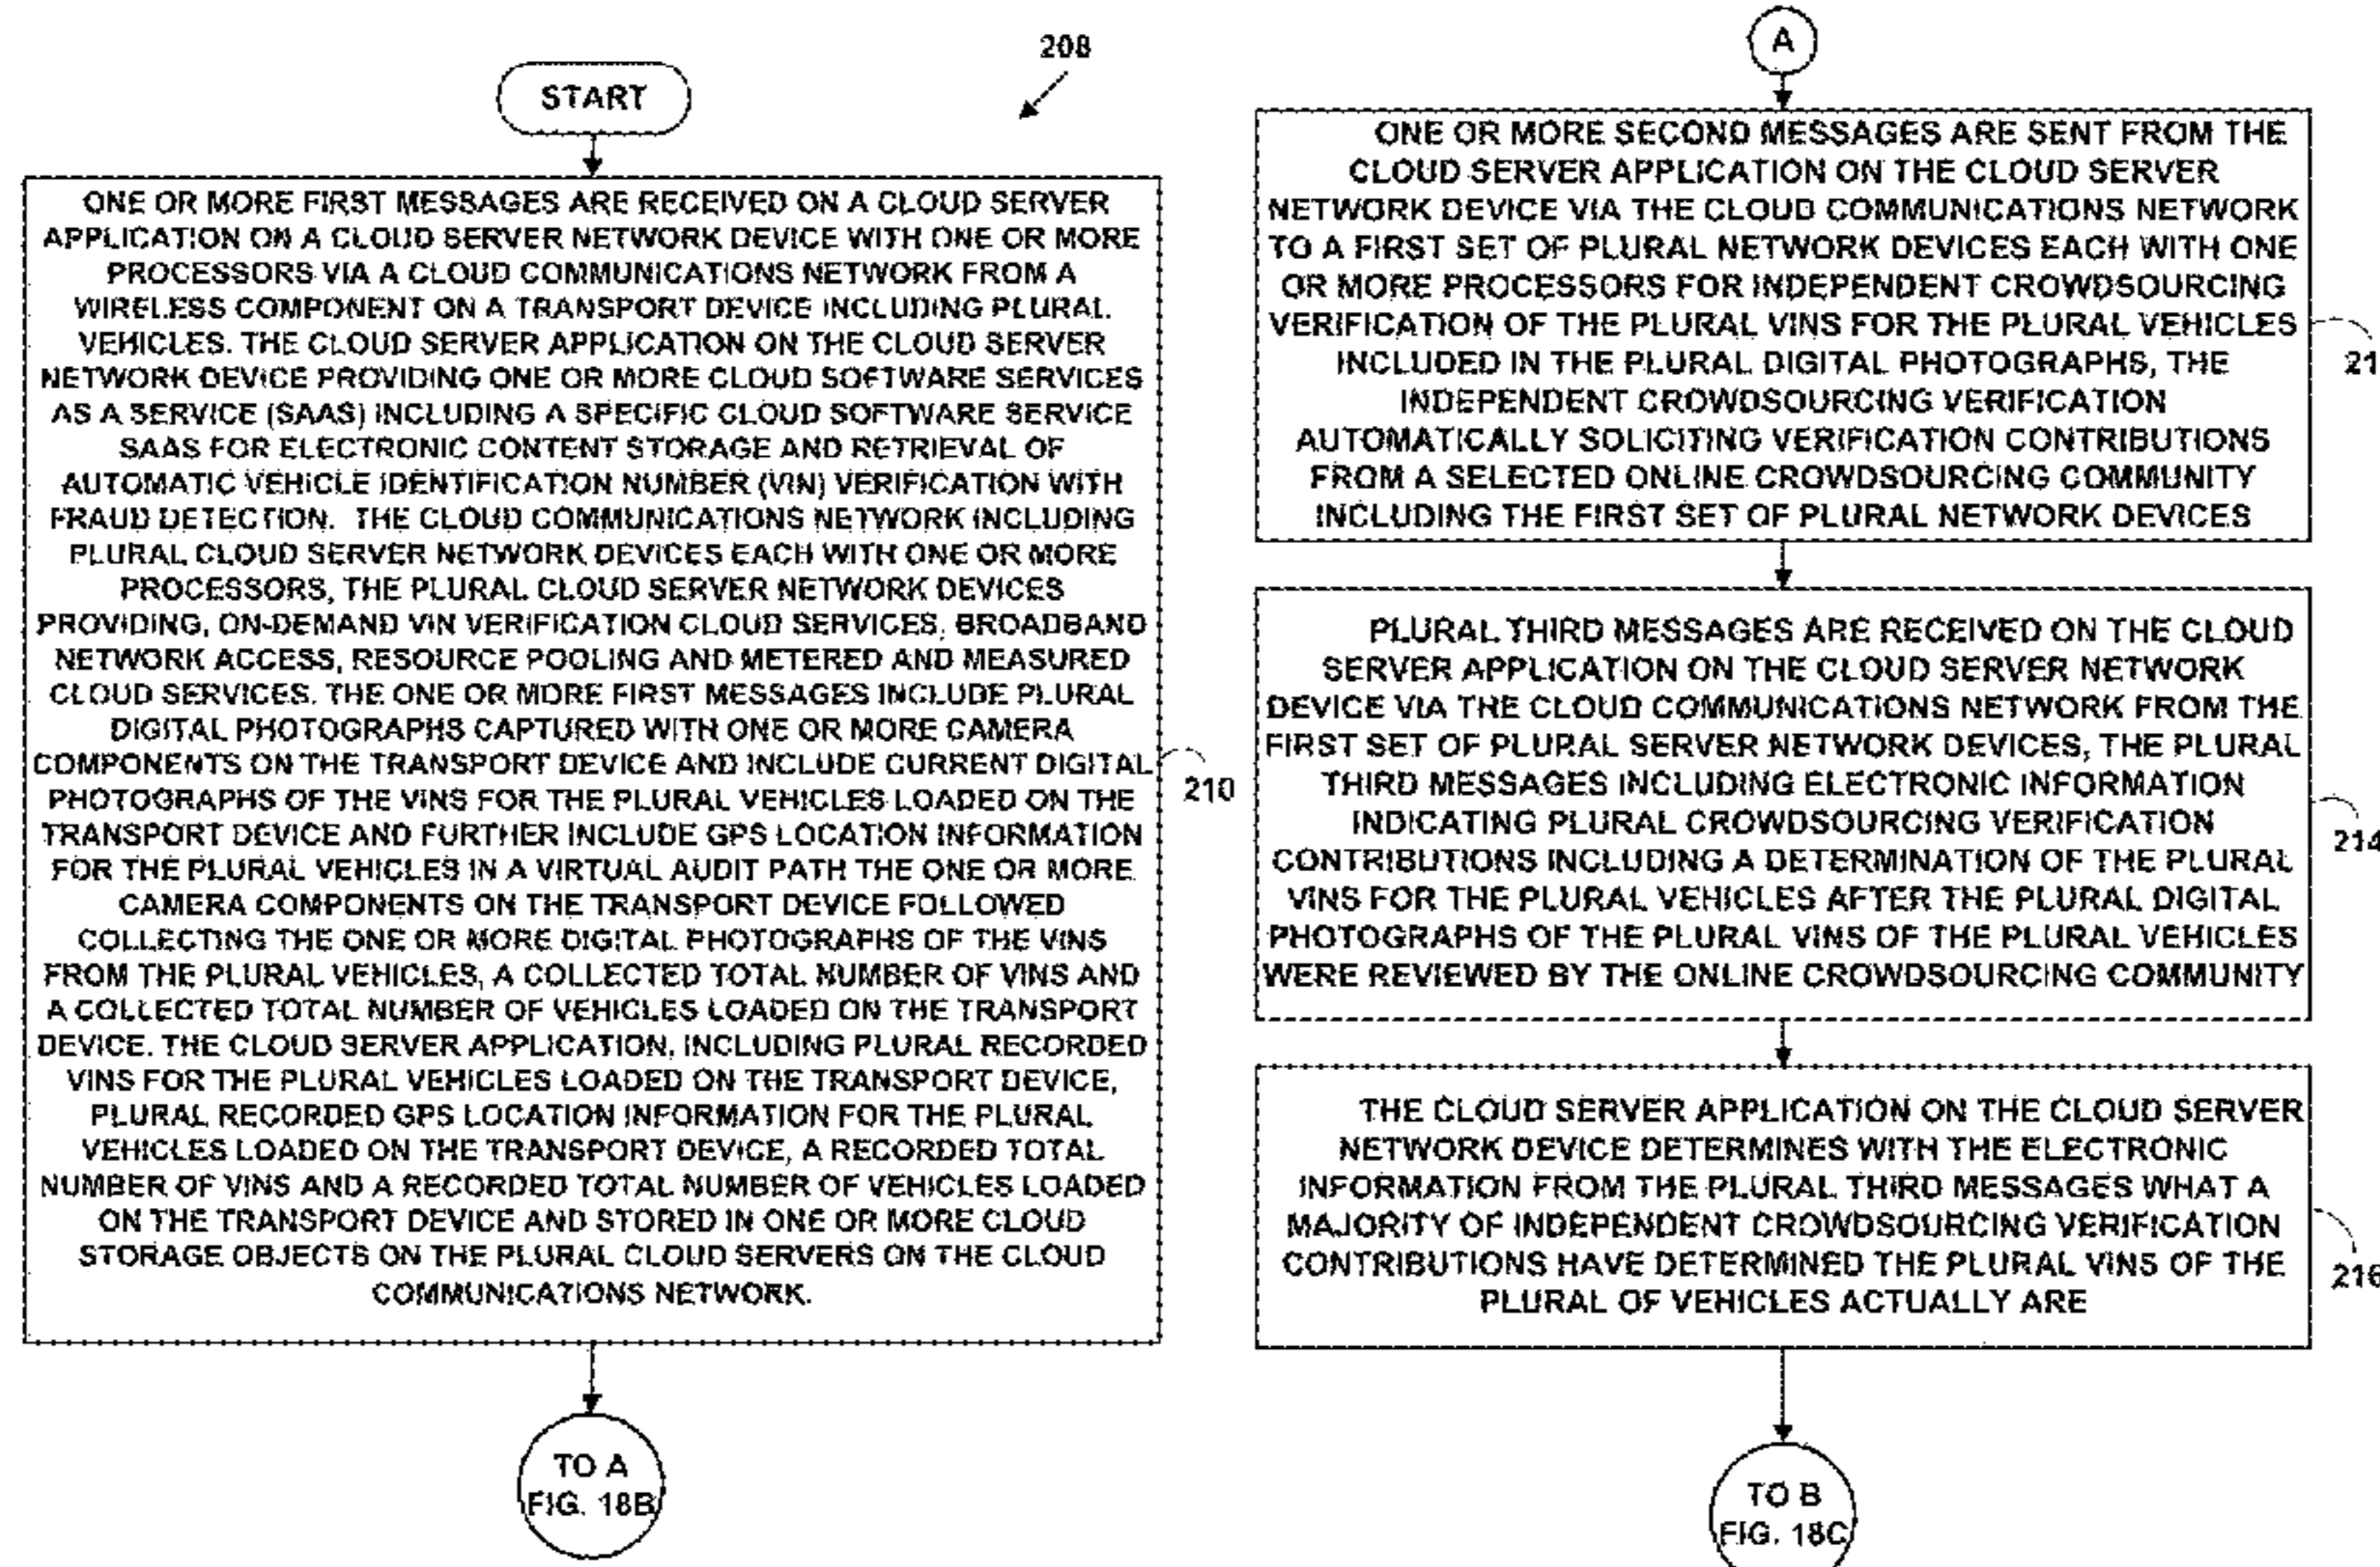 208
START
ONE OR MORE FIRST MESSAGES ARE RECEIVED ON A CLOUD SERVER
APPLICATION ON A CLOUD SERVER NETWORK DEVICE WITH ONE OR MORE
PROCESSORS VIA A CLOUD COMMUNICATIONS NETWORK FROM A
WIRELESS COMPONENT ON A TRANSPORT DEVICE INCLUDING PLURAL
VEHICLES. THE CLOUD SERVER APPLICATION ON THE CLOUD SERVER
NETWORK DEVICE PROVIDING ONE OR MORE CLOUD SOFTWARE SERVICES
AS A SERVICE (SAAS) INCLUDING A SPECIFIC CLOUD SOFTWARE SERVICE
SAAS FOR ELECTRONIC CONTENT STORAGE AND RETRIEVAL OF
AUTOMATIC VEHICLE IDENTIFICATION NUMBER (VIN) VERIFICATION WITH
FRAUD DETECTION. THE CLOUD COMMUNICATIONS NETWORK INCLUDING
PLURAL CLOUD SERVER NETWORK DEVICES EACH WITH ONE OR MORE
PROCESSORS, THE PLURAL CLOUD SERVER NETWORK DEVICES
PROVIDING, ON-DEMAND VIN VERIFICATION CLOUD SERVICES, BROADBAND
NETWORK ACCESS, RESOURCE POOLING AND METERED AND MEASURED
CLOUD SERVICES. THE ONE OR MORE FIRST MESSAGES INCLUDE PLURAL
DIGITAL PHOTOGRAPHS CAPTURED WITH ONE OR MORE CAMERA
COMPONENTS ON THE TRANSPORT DEVICE AND INCLUDE CURRENT DIGITAL
PHOTOGRAPHS OF THE VINS FOR THE PLURAL VEHICLES LOADED ON THE
TRANSPORT DEVICE AND FURTHER INCLUDE GPS LOCATION INFORMATION
FOR THE PLURAL VEHICLES IN A VIRTUAL AUDIT PATH THE ONE OR MORE
CAMERA COMPONENTS ON THE TRANSPORT DEVICE FOLLOWED
COLLECTING THE ONE OR MORE DIGITAL PHOTOGRAPHS OF THE VINS
FROM THE PLURAL VEHICLES, A COLLECTED TOTAL NUMBER OF VINS AND
A COLLECTED TOTAL NUMBER OF VEHICLES LOADED ON THE TRANSPORT
DEVICE. THE CLOUD SERVER APPLICATION, INCLUDING PLURAL RECORDED
VINS FOR THE PLURAL VEHICLES LOADED ON THE TRANSPORT DEVICE,
PLURAL RECORDED GPS LOCATION INFORMATION FOR THE PLURAL
VEHICLES LOADED ON THE TRANSPORT DEVICE, A RECORDED TOTAL
NUMBER OF VINS AND A RECORDED TOTAL NUMBER OF VEHICLES LOADED
ON THE TRANSPORT DEVICE AND STORED IN ONE OR MORE CLOUD
STORAGE OBJECTS ON THE PLURAL CLOUD SERVERS ON THE CLOUD
COMMUNICATIONS NETWORK.
210
TO A
FIG. 18B
A
ONE OR MORE SECOND MESSAGES ARE SENT FROM THE
CLOUD SERVER APPLICATION ON THE CLOUD SERVER
NETWORK DEVICE VIA THE CLOUD COMMUNICATIONS NETWORK
TO A FIRST SET OF PLURAL NETWORK DEVICES EACH WITH ONE
OR MORE PROCESSORS FOR INDEPENDENT CROWDSOURCING
VERIFICATION OF THE PLURAL VINS FOR THE PLURAL VEHICLES
INCLUDED IN THE PLURAL DIGITAL PHOTOGRAPHS, THE
INDEPENDENT CROWDSOURCING VERIFICATION
AUTOMATICALLY SOLICITING VERIFICATION CONTRIBUTIONS
FROM A SELECTED ONLINE CROWDSOURCING COMMUNITY
INCLUDING THE FIRST SET OF PLURAL NETWORK DEVICES
21
PLURAL THIRD MESSAGES ARE RECEIVED ON THE CLOUD
SERVER APPLICATION ON THE CLOUD SERVER NETWORK
DEVICE VIA THE CLOUD COMMUNICATIONS NETWORK FROM THE
FIRST SET OF PLURAL SERVER NETWORK DEVICES, THE PLURAL
THIRD MESSAGES INCLUDING ELECTRONIC INFORMATION
INDICATING PLURAL CROWDSOURCING VERIFICATION
CONTRIBUTIONS INCLUDING A DETERMINATION OF THE PLURAL
VINS FOR THE PLURAL VEHICLES AFTER THE PLURAL DIGITAL
PHOTOGRAPHS OF THE PLURAL VINS OF THE PLURAL VEHICLES
WERE REVIEWED BY THE ONLINE CROWDSOURCING COMMUNITY
214
THE CLOUD SERVER APPLICATION ON THE CLOUD SERVER
NETWORK DEVICE DETERMINES WITH THE ELECTRONIC
INFORMATION FROM THE PLURAL THIRD MESSAGES WHAT A
MAJORITY OF INDEPENDENT CROWDSOURCING VERIFICATION
CONTRIBUTIONS HAVE DETERMINED THE PLURAL VINS OF THE
PLURAL OF VEHICLES ACTUALLY ARE
216
TO B
FIG. 18C